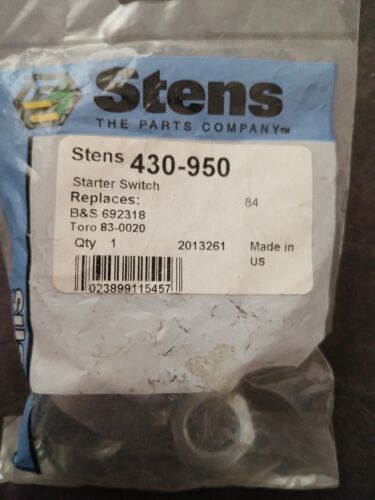 Stens
THE PARTS COMPANY™
Stens 430-950
Starter Switch
Replaces: 84
B&S 692318
Toro 83-0020
Qty 1 2013261 Made in
US
023899115457